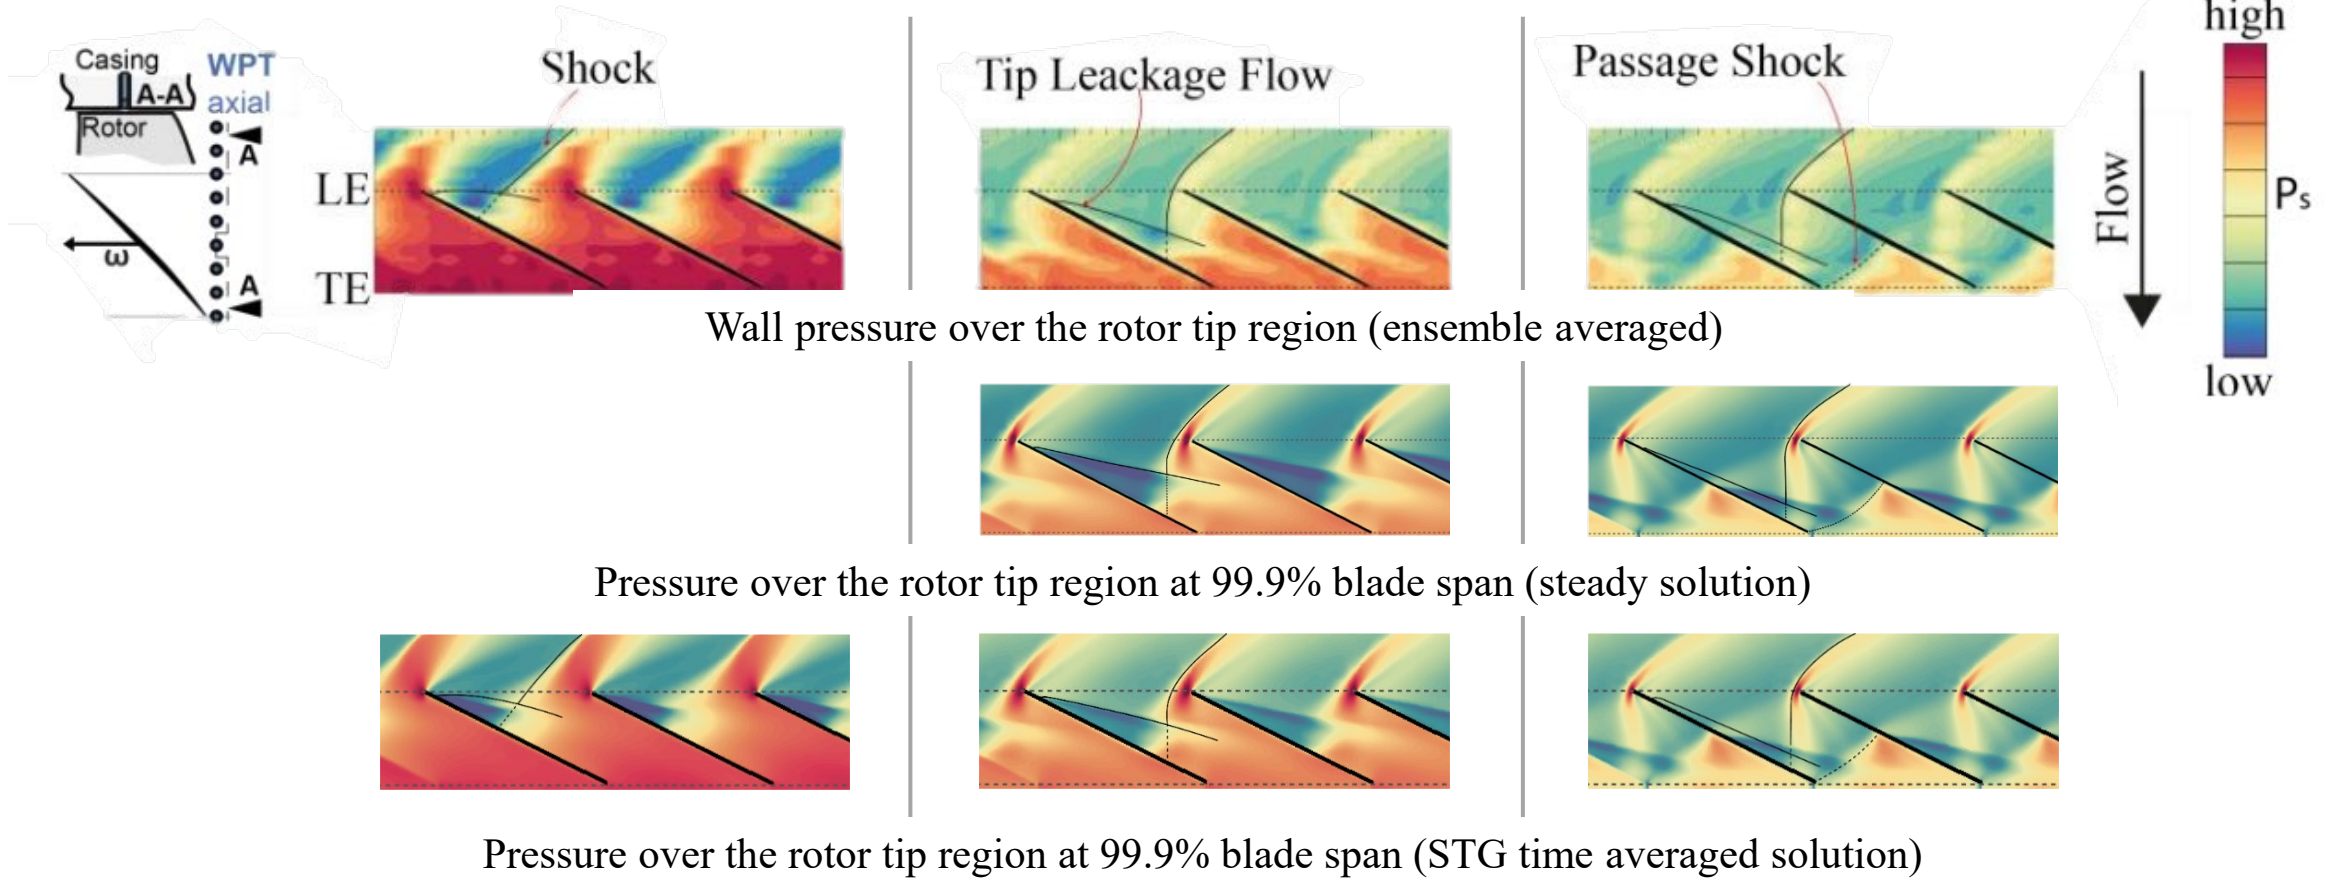 Casing
A-A
Rotor
WPT
axial
A
A
ω
Shock
Tip Leackage Flow
Passage Shock
LE
TE
Flow
high
Ps
low
Wall pressure over the rotor tip region (ensemble averaged)
Pressure over the rotor tip region at 99.9% blade span (steady solution)
Pressure over the rotor tip region at 99.9% blade span (STG time averaged solution)